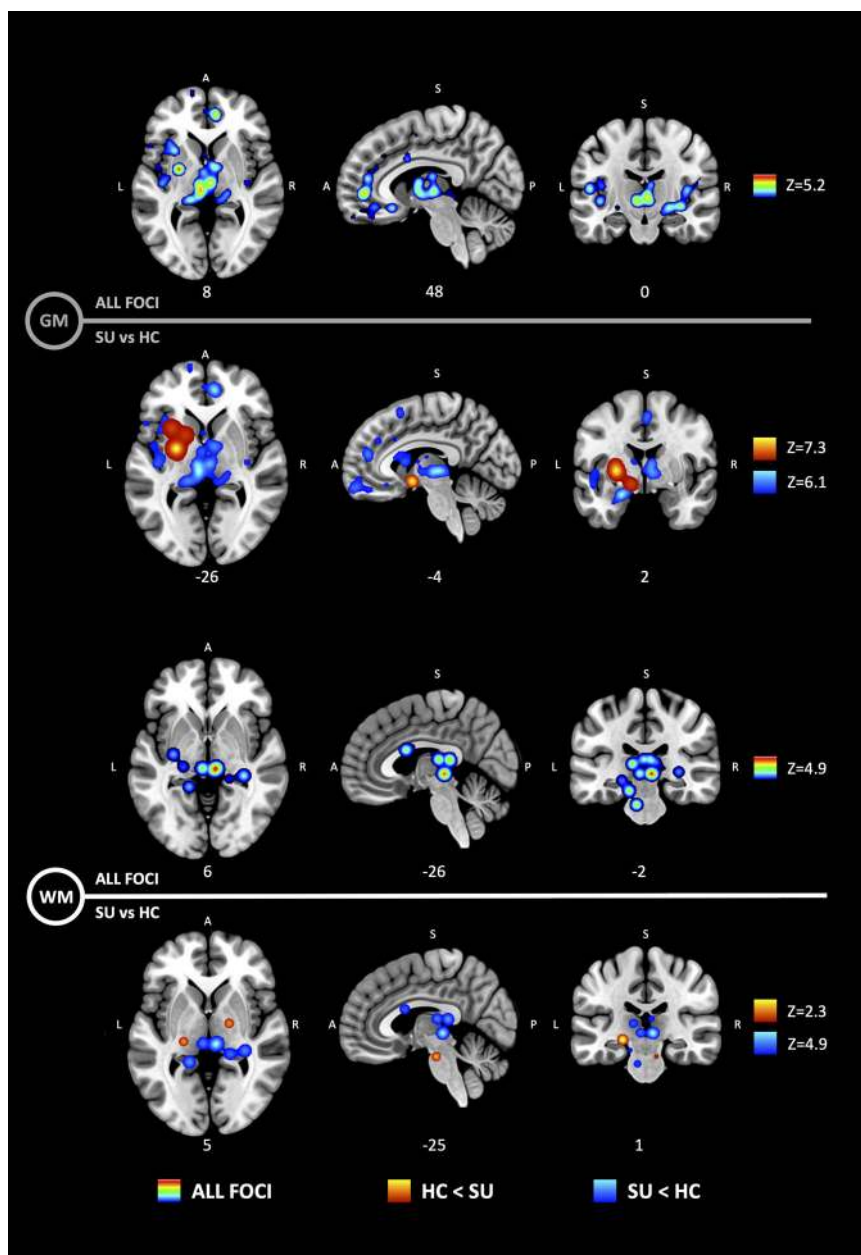 A
S
S
L
R
A
P
L
R
Z=5.2
8
48
0
GM
ALL FOCI
SU vs HC
A
S
S
L
R
A
P
L
R
Z=7.3
Z=6.1
-26
-4
2
A
S
S
L
R
A
P
L
R
Z=4.9
6
-26
-2
WM
ALL FOCI
SU vs HC
A
S
S
L
R
A
P
L
R
Z=2.3
Z=4.9
5
-25
1
ALL FOCI
HC < SU
SU < HC